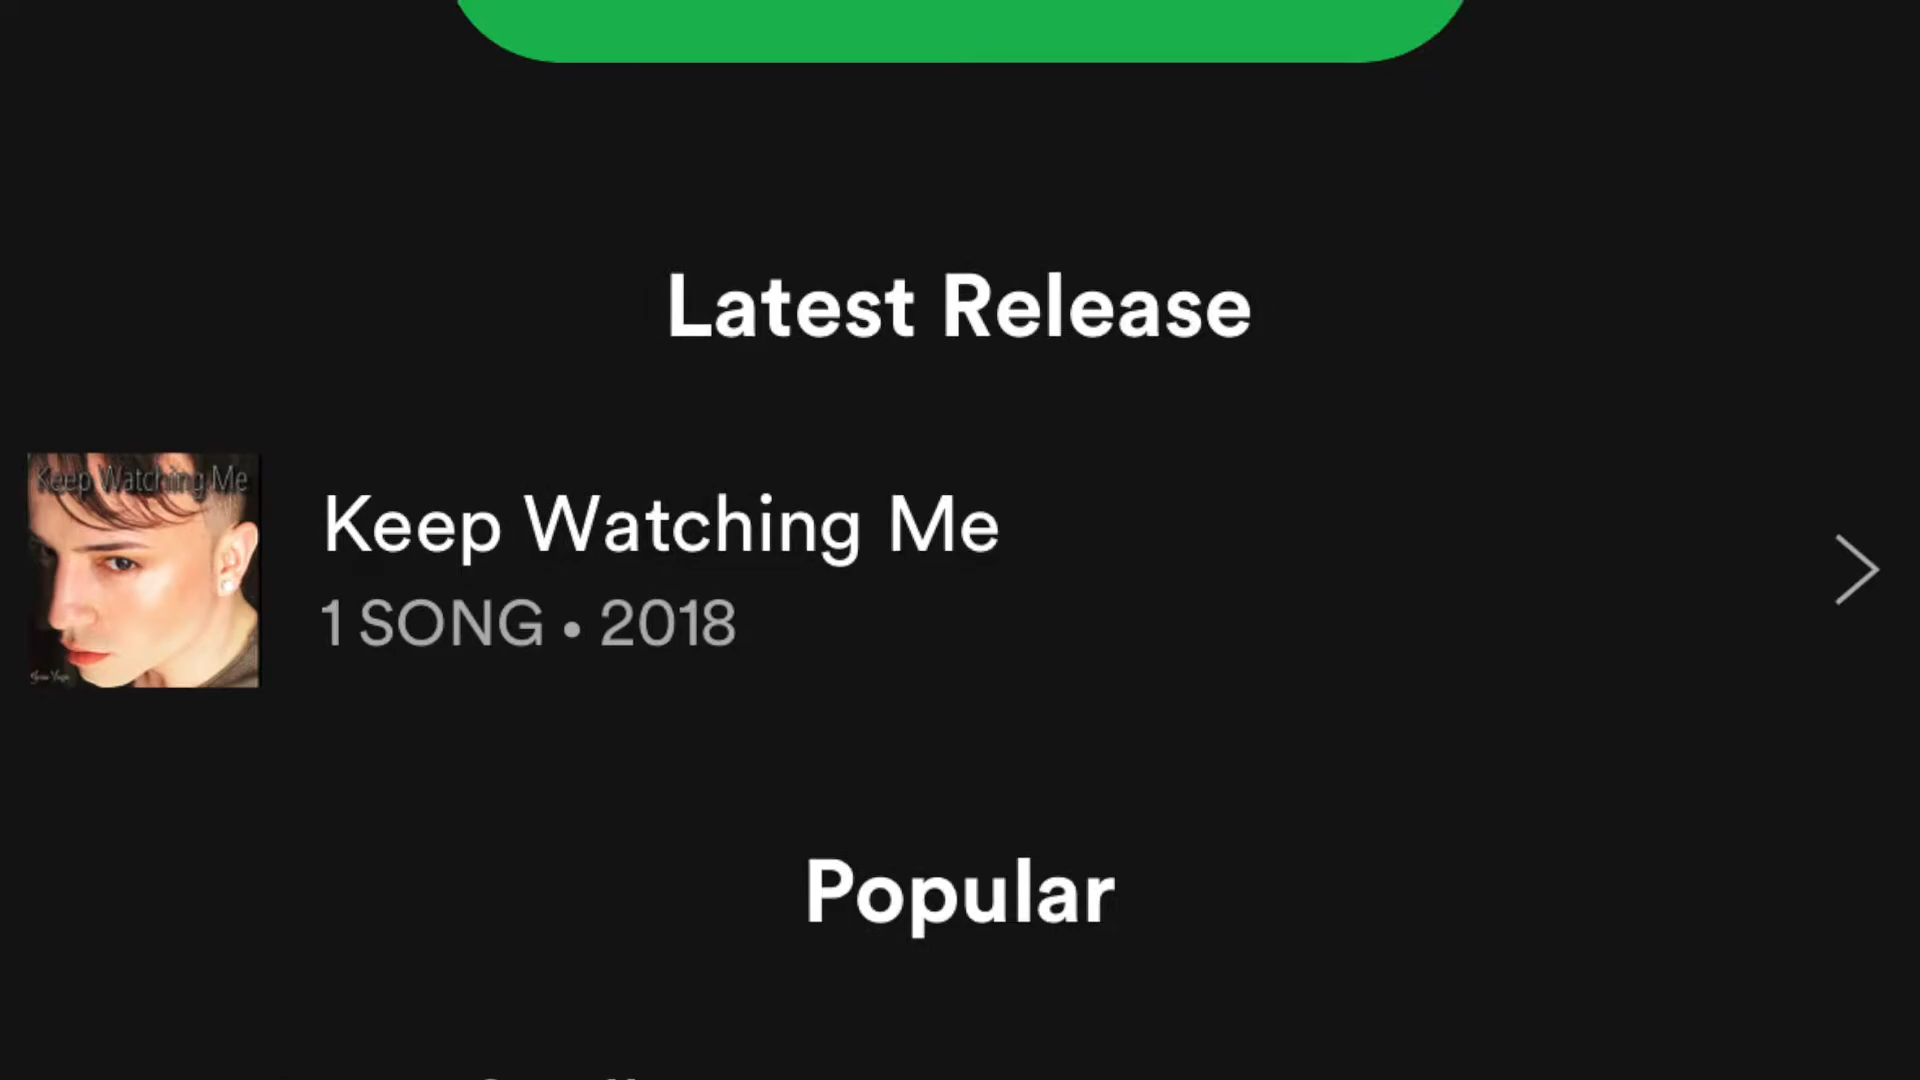 Latest Release
Keep Watching Me
Keep Watching Me
1 SONG • 2018
Popular